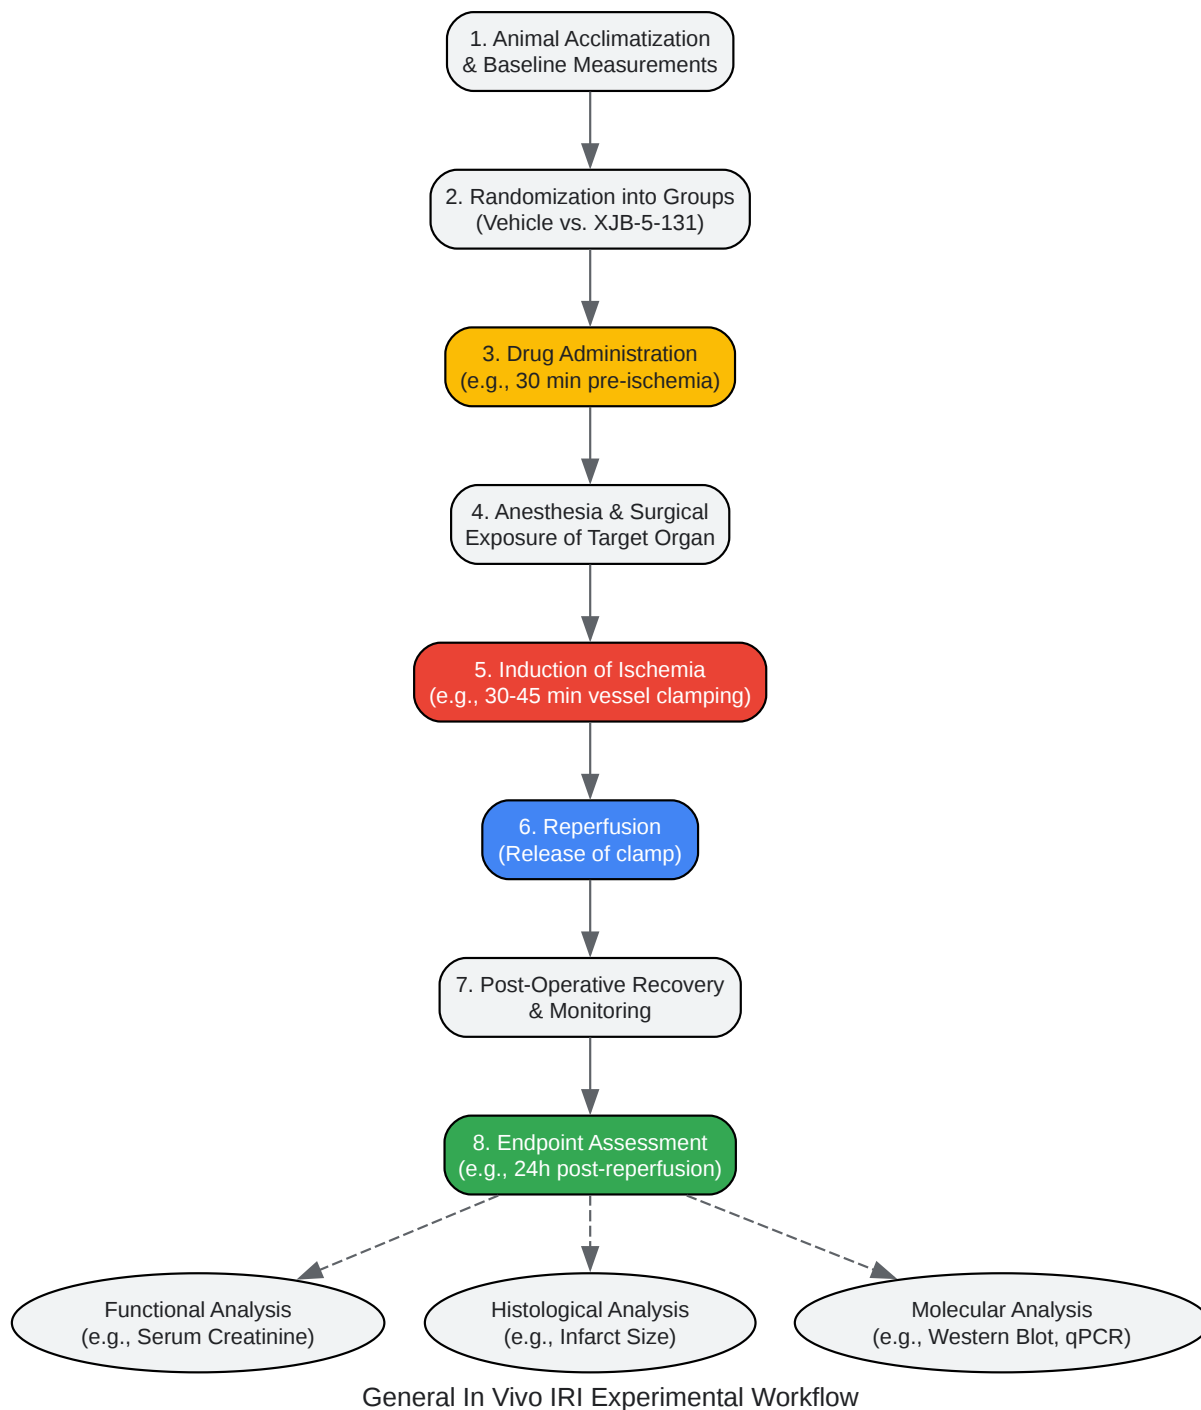 1. Animal Acclimatization
& Baseline Measurements
2. Randomization into Groups
(Vehicle vs. XJB-5-131)
3. Drug Administration
(e.g., 30 min pre-ischemia)
4. Anesthesia & Surgical
Exposure of Target Organ
5. Induction of Ischemia
(e.g., 30-45 min vessel clamping)
6. Reperfusion
(Release of clamp)
7. Post-Operative Recovery
& Monitoring
8. Endpoint Assessment
(e.g., 24h post-reperfusion)
Functional Analysis
(e.g., Serum Creatinine)
Histological Analysis
(e.g., Infarct Size)
Molecular Analysis
(e.g., Western Blot, qPCR)
General In Vivo IRI Experimental Workflow